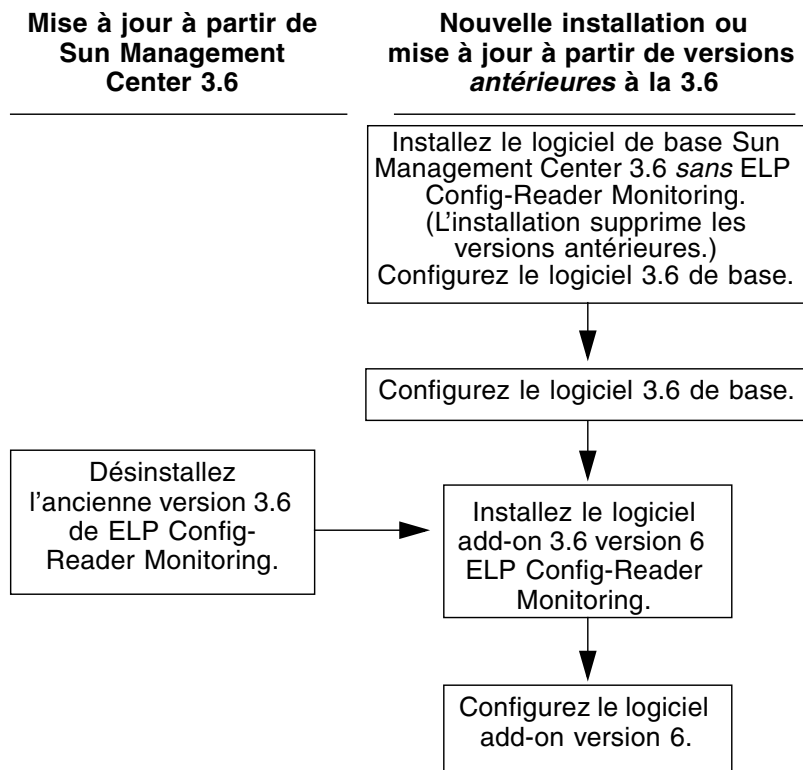 Mise à jour à partir de
Sun Management
Center 3.6
Nouvelle installation ou
mise à jour à partir de versions
antérieures à la 3.6
Installez le logiciel de base Sun
Management Center 3.6 sans ELP
Config-Reader Monitoring.
(L'installation supprime les
versions antérieures.)
Configurez le logiciel 3.6 de base.
Configurez le logiciel 3.6 de base.
Désinstallez
l'ancienne version 3.6
de ELP Config-
Reader Monitoring.
Installez le logiciel
add-on 3.6 version 6
ELP Config-Reader
Monitoring.
Configurez le logiciel
add-on version 6.